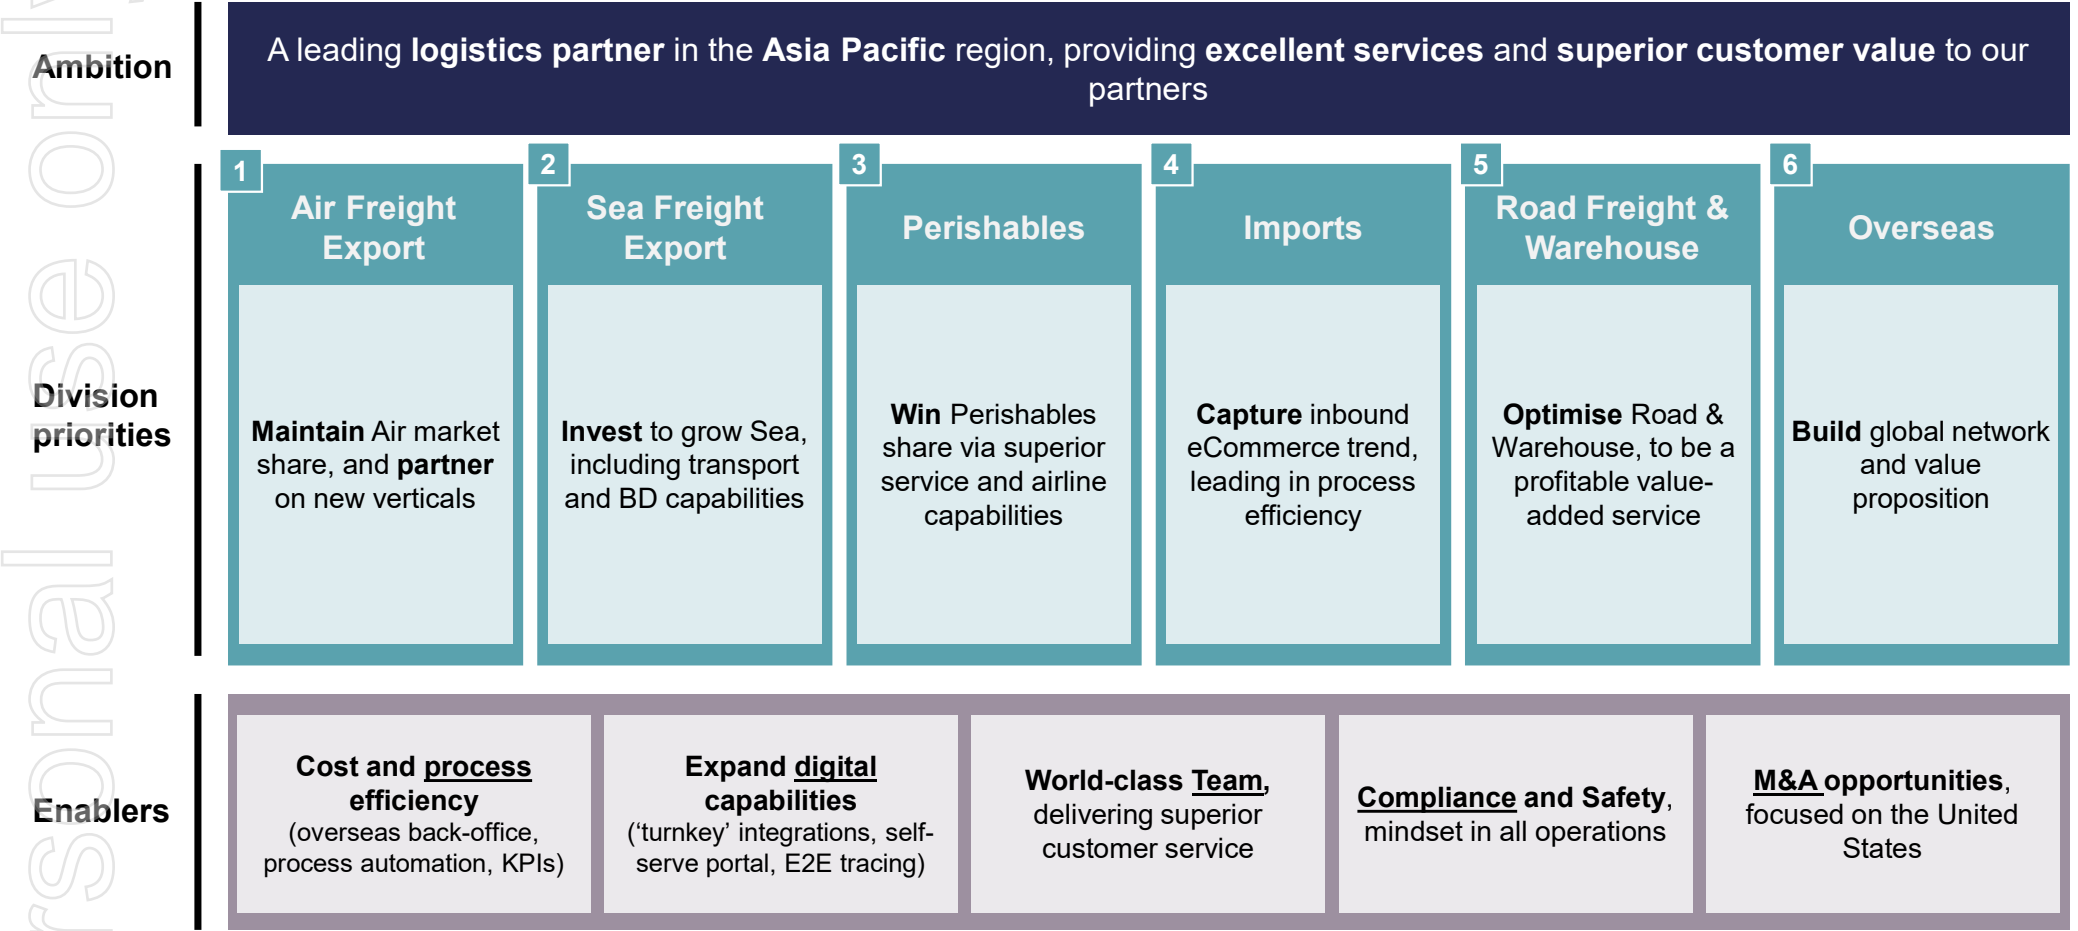 Ambition
A leading logistics partner in the Asia Pacific region, providing excellent services and superior customer value to our
partners
Division
priorities
1
Air Freight
Export
Maintain Air market
share, and partner
on new verticals
2
Sea Freight
Export
Invest to grow Sea,
including transport
and BD capabilities
3
Perishables
Win Perishables
share via superior
service and airline
capabilities
4
Imports
Capture inbound
eCommerce trend,
leading in process
efficiency
5
Road Freight &
Warehouse
Optimise Road &
Warehouse, to be a
profitable value-
added service
6
Overseas
Build global network
and value
proposition
Enablers
Cost and process
efficiency
(overseas back-office,
process automation, KPIs)
Expand digital
capabilities
(‘turnkey’ integrations, self-
serve portal, E2E tracing)
World-class Team,
delivering superior
customer service
Compliance and Safety,
mindset in all operations
M&A opportunities,
focused on the United
States
rsonal use only